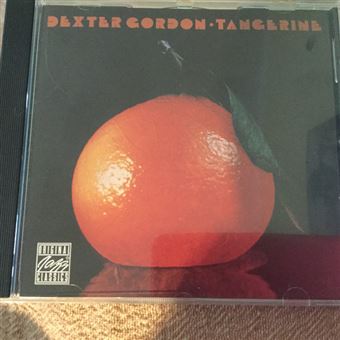 DEXTER GORDON • TANGERINE
ORIGINAL
Jazz
CLASSICS